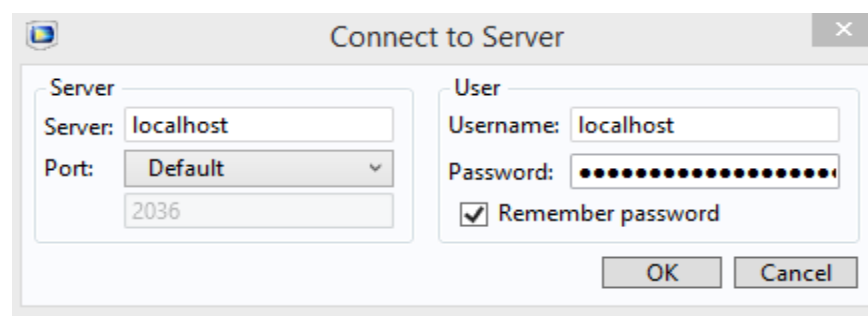 Connect to Server
Server
Server: localhost
Port: Default
2036
User
Username: localhost
Password: ●●●●●●●●●●●●●●●●●●●
Remember password
OK Cancel